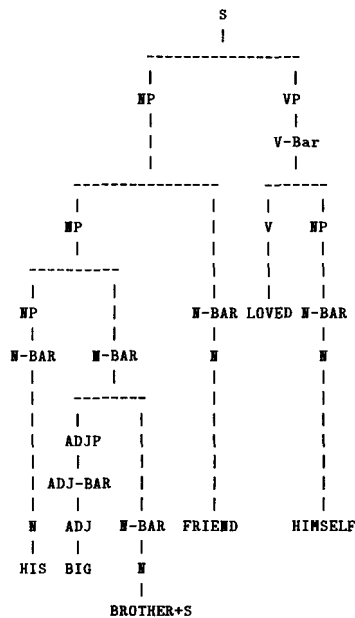 S
NP VP
V-Bar
NP V NP
NP N-BAR LOVED N-BAR
N-BAR N-BAR N N
ADJP
ADJ-BAR
N ADJ N-BAR FRIEND HIMSELF
HIS BIG N
BROTHER+S